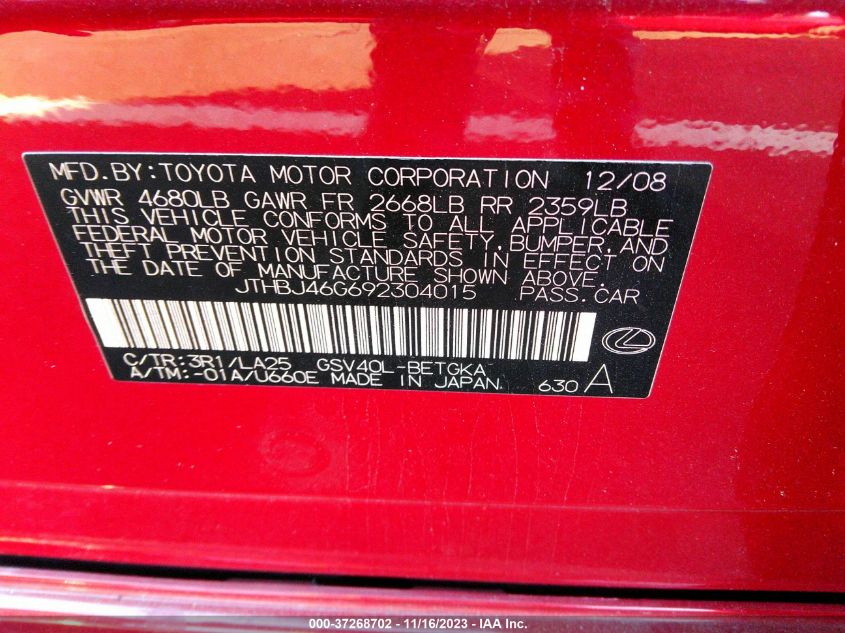 MFD.BY:TOYOTA MOTOR CORPORATION 12/08
GVWR 4680LB GAWR FR 2668LB RR 2359LB
THIS VEHICLE CONFORMS TO ALL APPLICABLE
FEDERAL MOTOR VEHICLE SAFETY,BUMPER,AND
THEFT PREVENTION STANDARDS IN EFFECT ON
THE DATE OF MANUFACTURE SHOWN ABOVE.
JTHBJ46G692304015 PASS.CAR
C/TR:3R1/LA25 GSV40L-BETGKA
A/TM:-01A/U660E MADE IN JAPAN 630 A
000-37268702 - 11/16/2023 - IAA Inc.